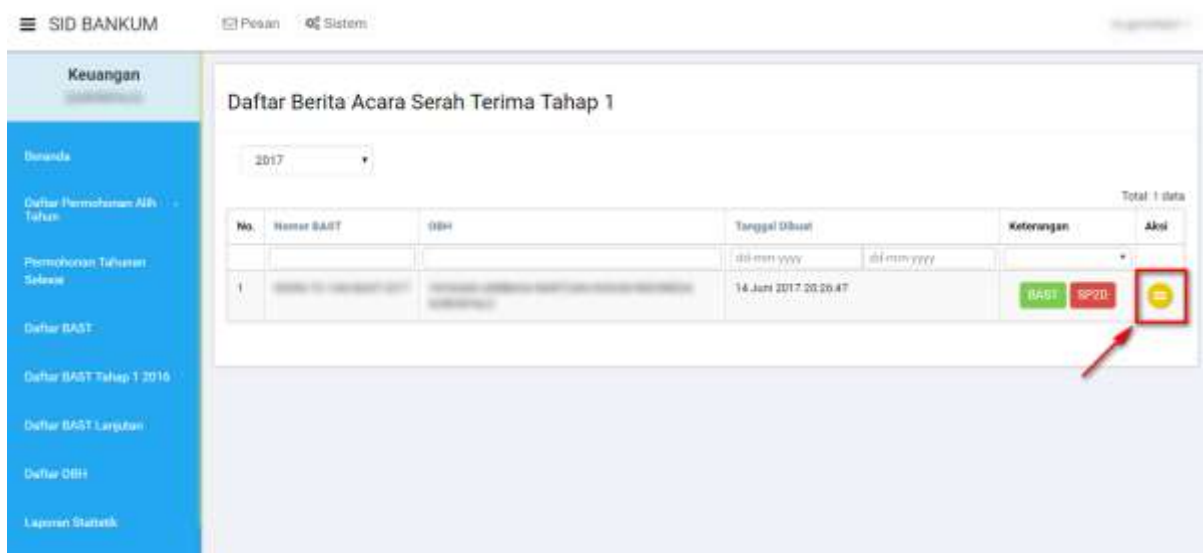 SID BANKUM
Pesan
Sistem
Keuangan
Daftar Berita Acara Serah Terima Tahap 1
Beranda
2017
Daftar Permohonan Alih
Tahun
Total: 1 data
No. Nomor BAST OBH Tanggal Dibuat Keterangan Aksi
dd-mm-yyyy dd-mm-yyyy
Permohonan Tahunan
Selesai
1 14 Juni 2017 20:26:47 BAST SP2D
Daftar BAST
Daftar BAST Tahap 1 2016
Daftar BAST Lanjutan
Daftar OBH
Laporan Statistik